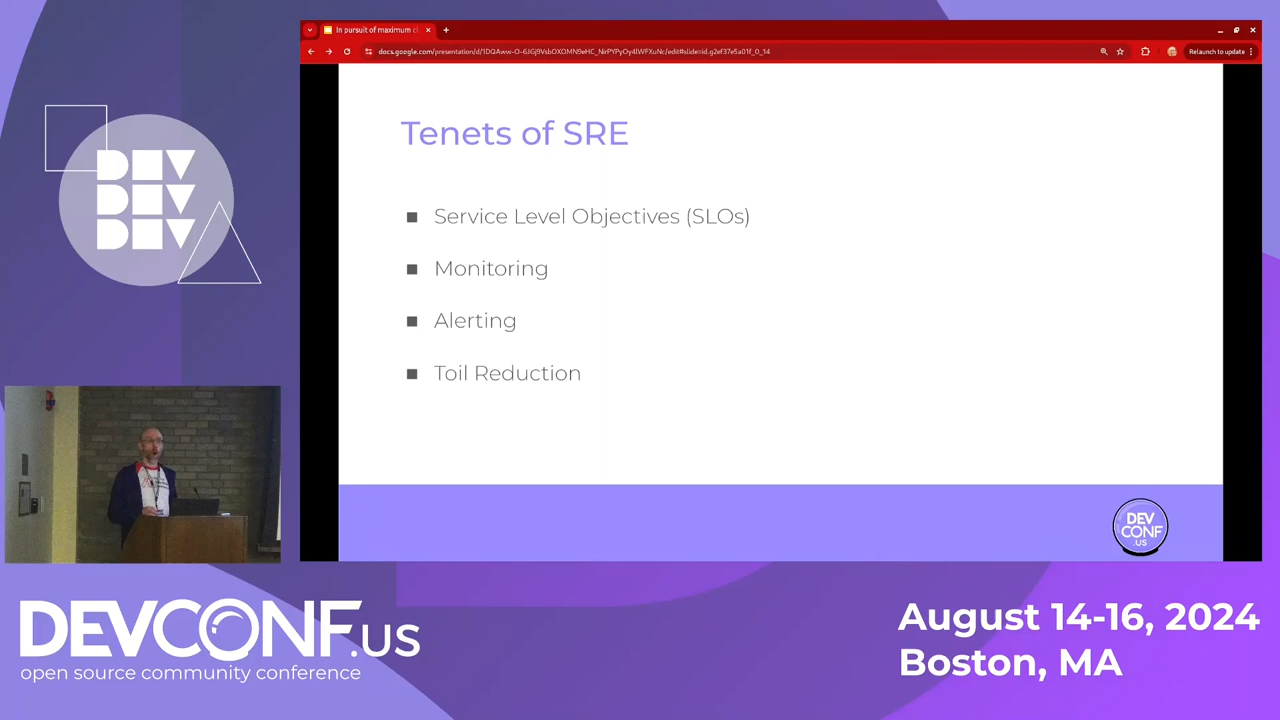 In pursuit of maximum cl
docs.google.com/presentation/d/1DQAww-O-6JGj9VsbOXOMN9eHC_NirPYPyOy4lWFXuNc/edit#slide=id.g2ef37e5a01f_0_14
Relaunch to update
DEV
DEV
DEV
Tenets of SRE
■ Service Level Objectives (SLOs)
■ Monitoring
■ Alerting
■ Toil Reduction
DEV
CONF
.US
DEVCONF.US
open source community conference
August 14-16, 2024
Boston, MA